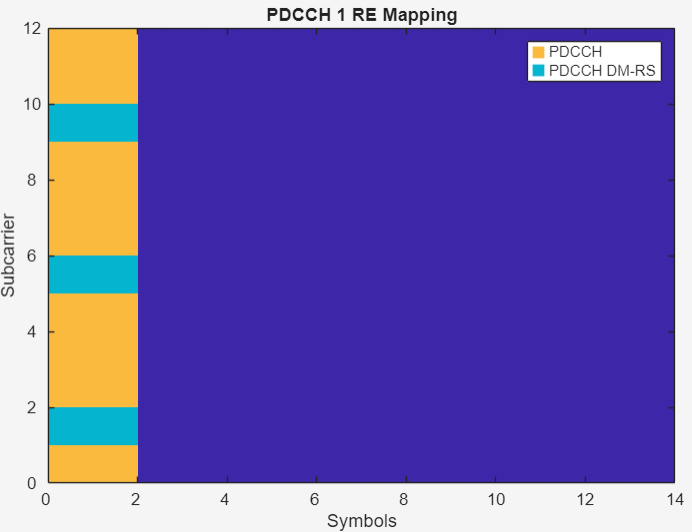 PDCCH 1 RE Mapping
PDCCH
PDCCH DM-RS
12
10
8
6
4
2
0
Subcarrier
0 2 4 6 8 10 12 14
Symbols